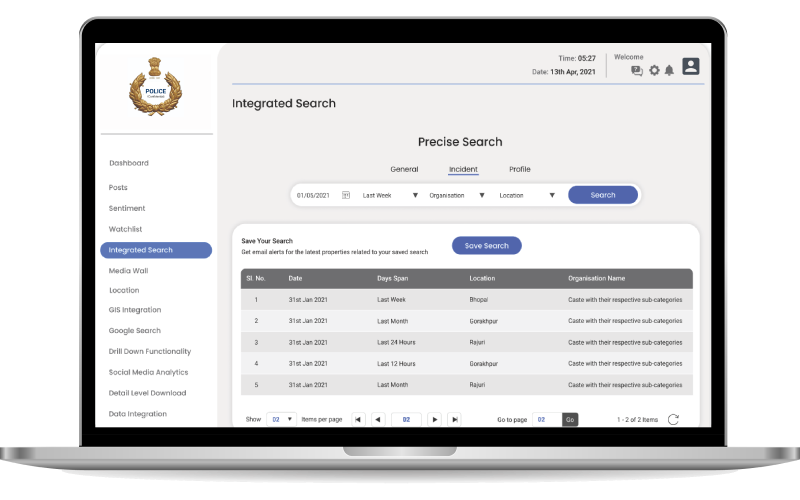 POLICE
Time: 05:27
Date: 13th Apr, 2021
Welcome
Integrated Search
Precise Search
General Incident Profile
01/05/2021 Last Week Organisation Location Search
Save Your Search
Get email alerts for the latest properties related to your saved search
Save Search
Sl. No. Date Days Span Location Organisation Name
1 31st Jan 2021 Last Week Bhopal Caste with their respective sub-categories
2 31st Jan 2021 Last Month Gorakhpur Caste with their respective sub-categories
3 31st Jan 2021 Last 24 Hours Rajuri Caste with their respective sub-categories
4 31st Jan 2021 Last 12 Hours Gorakhpur Caste with their respective sub-categories
5 31st Jan 2021 Last Month Rajuri Caste with their respective sub-categories
Show 02 Items per page 02 Go to page 02 Go 1 - 2 of 2 Items
Dashboard
Posts
Sentiment
Watchlist
Integrated Search
Media Wall
Location
GIS Integration
Google Search
Drill Down Functionality
Social Media Analytics
Detail Level Download
Data Integration